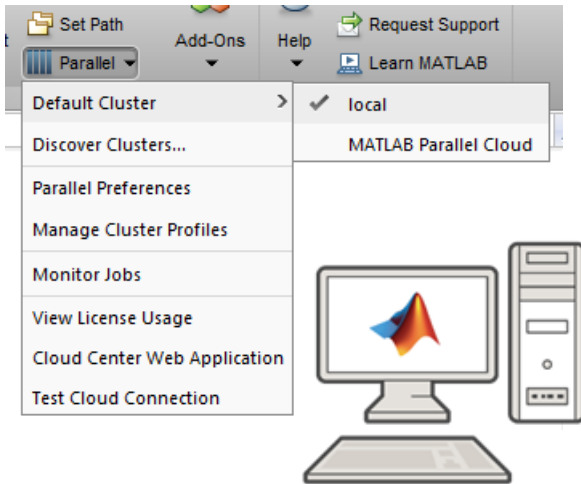 Set Path
Parallel
Add-Ons
Help
Request Support
Learn MATLAB
Default Cluster
local
MATLAB Parallel Cloud
Discover Clusters...
Parallel Preferences
Manage Cluster Profiles
Monitor Jobs
View License Usage
Cloud Center Web Application
Test Cloud Connection